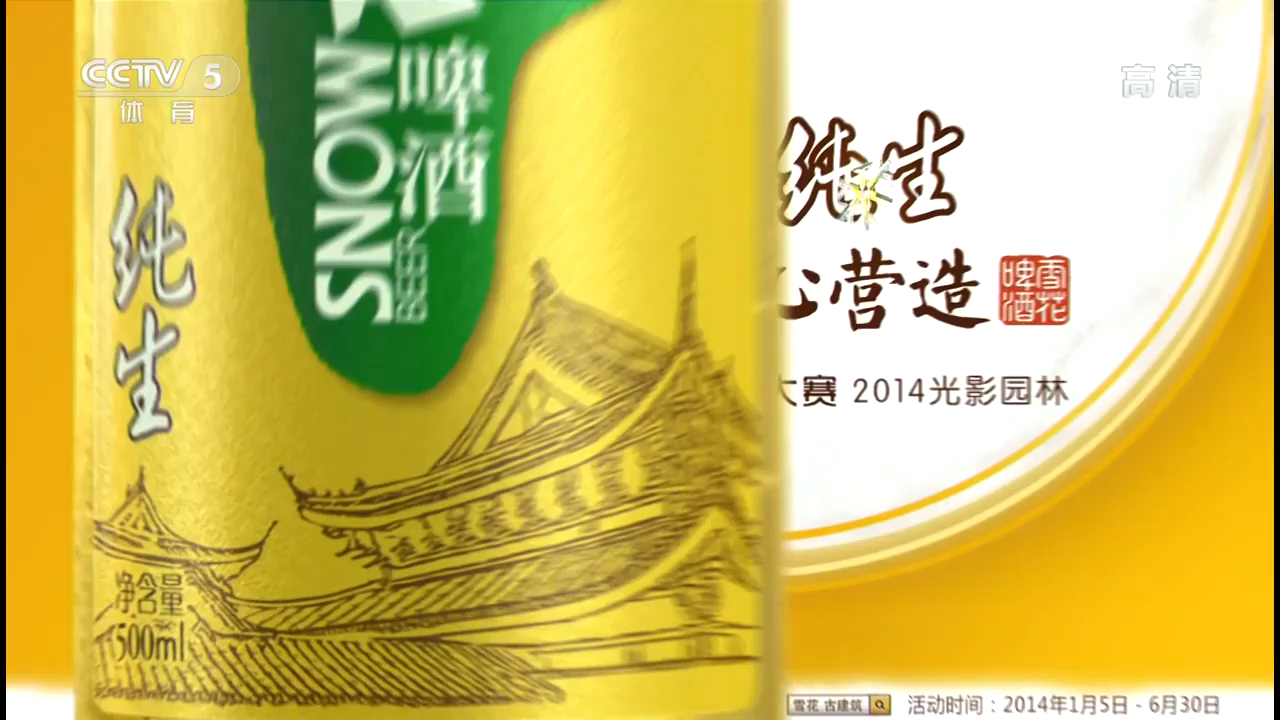 CCTV 5
体育
高清
SNOW
BEER
啤酒
纯生
净含量
500ml
纯生
心营造
雪花
啤酒
大赛 2014光影园林
雪花 古建筑
活动时间：2014年1月5日 - 6月30日